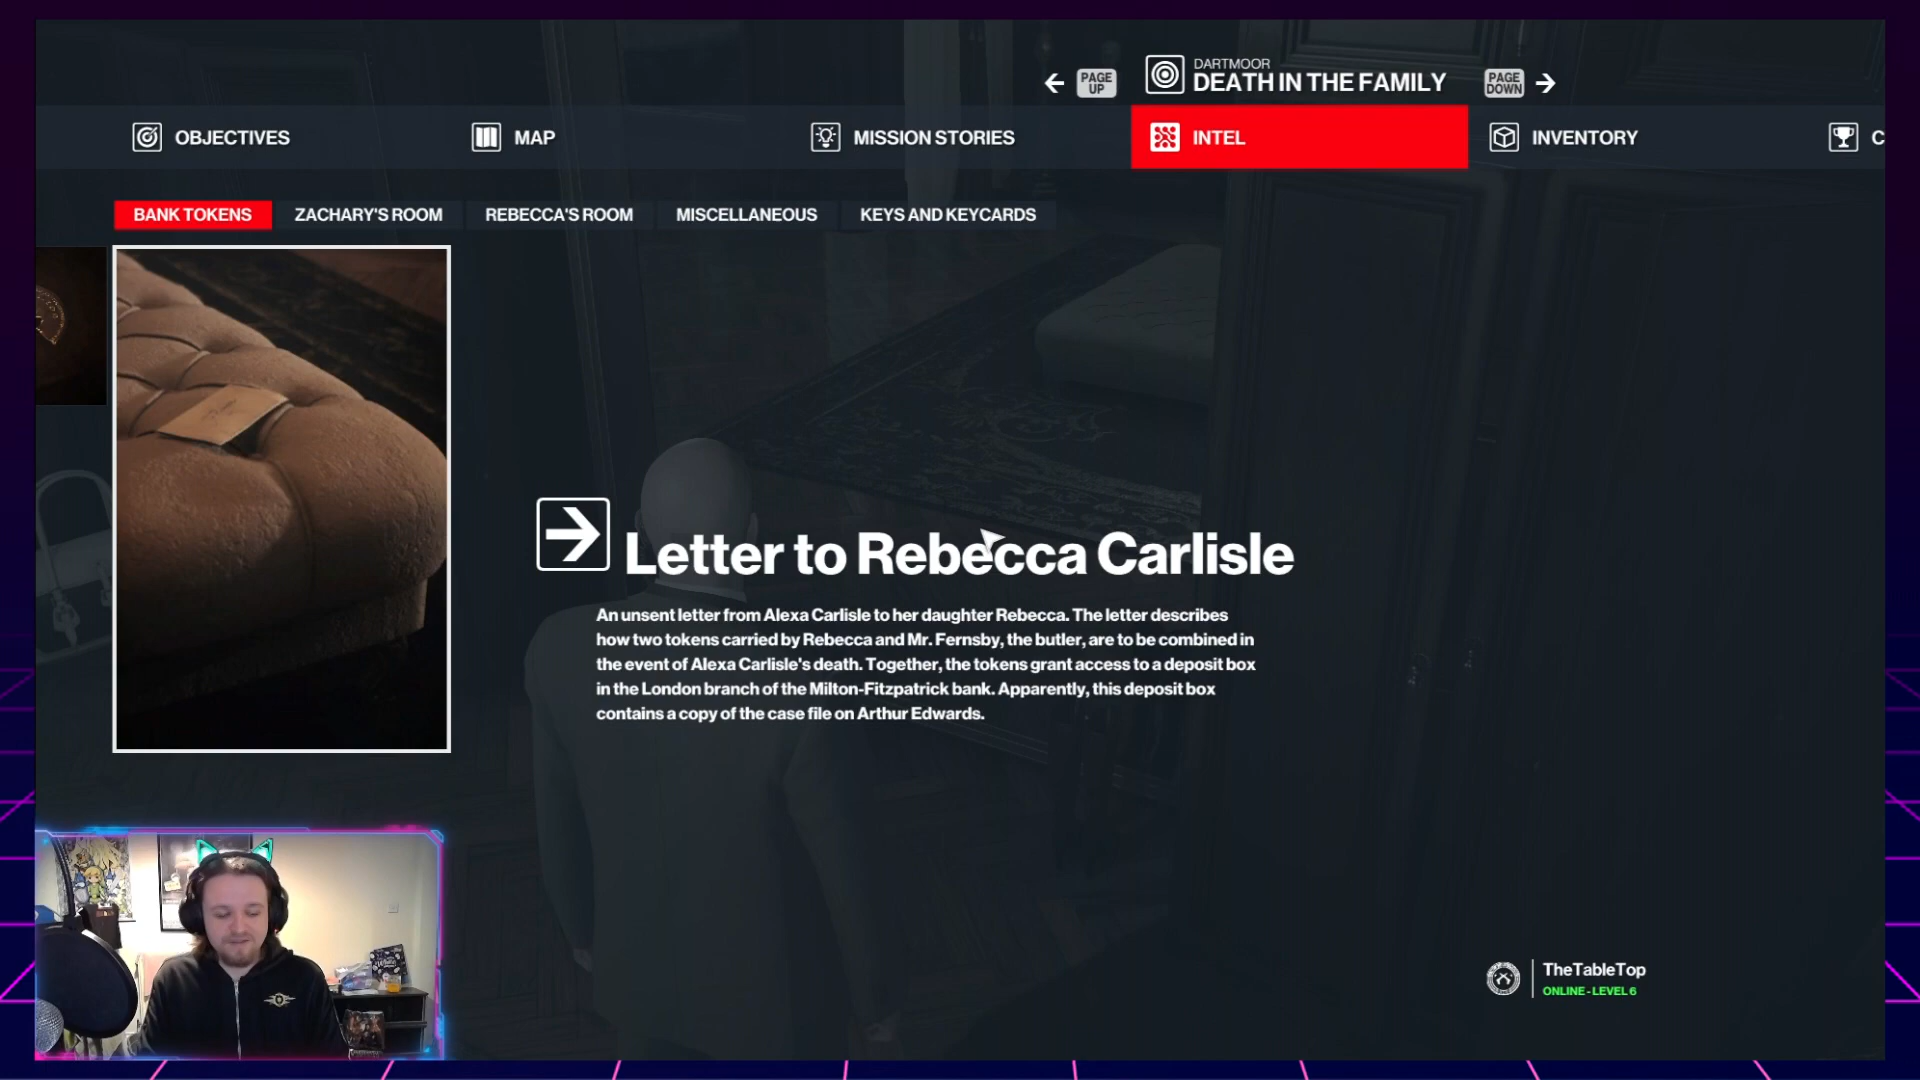 PAGE UP
DARTMOOR
DEATH IN THE FAMILY
PAGE DOWN
OBJECTIVES
MAP
MISSION STORIES
INTEL
INVENTORY
C
BANK TOKENS
ZACHARY'S ROOM
REBECCA'S ROOM
MISCELLANEOUS
KEYS AND KEYCARDS
Letter to Rebecca Carlisle
An unsent letter from Alexa Carlisle to her daughter Rebecca. The letter describes
how two tokens carried by Rebecca and Mr. Fernsby, the butler, are to be combined in
the event of Alexa Carlisle's death. Together, the tokens grant access to a deposit box
in the London branch of the Milton-Fitzpatrick bank. Apparently, this deposit box
contains a copy of the case file on Arthur Edwards.
TheTableTop
ONLINE - LEVEL 6